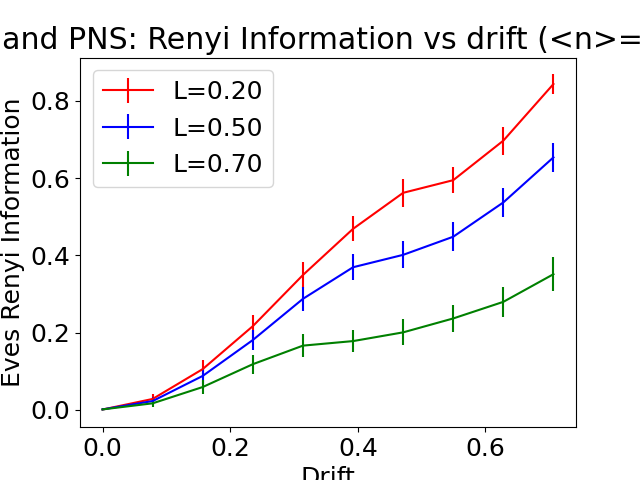 and PNS: Renyi Information vs drift (<n>=
L=0.20
L=0.50
L=0.70
Eves Renyi Information
0.8
0.6
0.4
0.2
0.0
0.0 0.2 0.4 0.6
Drift